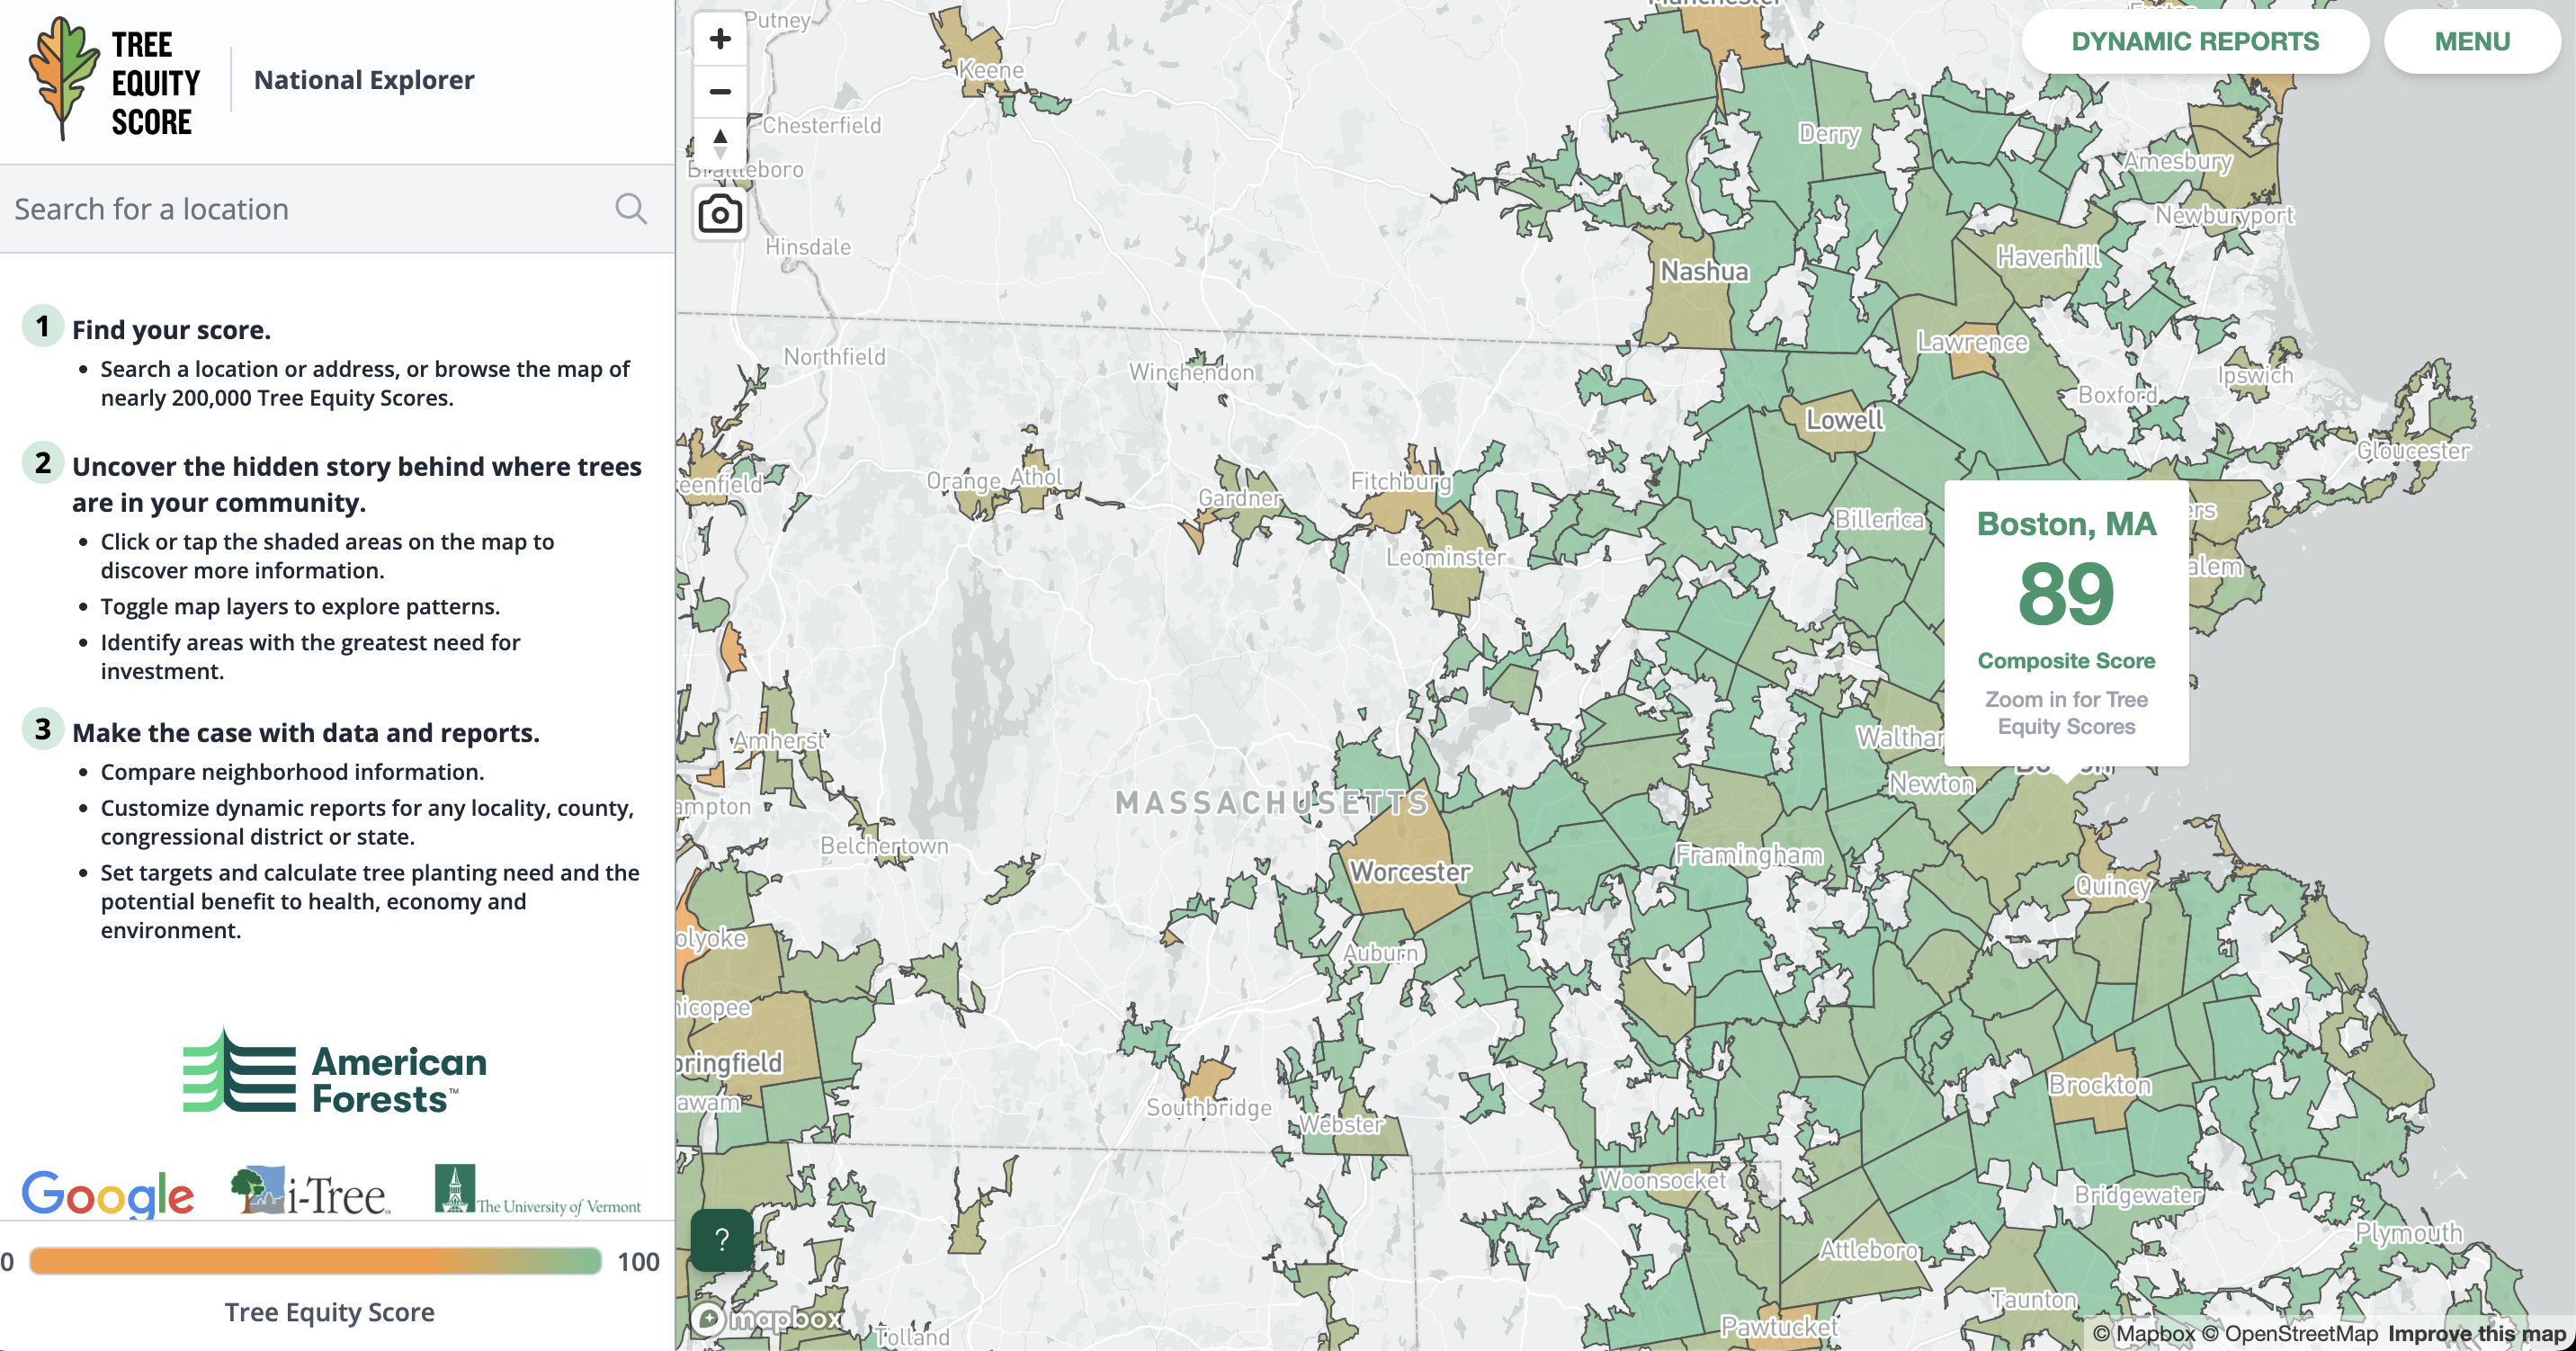 TREE
EQUITY
SCORE
National Explorer
Search for a location
1 Find your score.
• Search a location or address, or browse the map of
nearly 200,000 Tree Equity Scores.
2 Uncover the hidden story behind where trees
are in your community.
• Click or tap the shaded areas on the map to
discover more information.
• Toggle map layers to explore patterns.
• Identify areas with the greatest need for
investment.
3 Make the case with data and reports.
• Compare neighborhood information.
• Customize dynamic reports for any locality, county,
congressional district or state.
• Set targets and calculate tree planting need and the
potential benefit to health, economy and
environment.
American
Forests™
Google
i-Tree™
The University of Vermont
0
100
Tree Equity Score
DYNAMIC REPORTS
MENU
+
−
Putney
Keene
Chesterfield
Brattleboro
Hinsdale
Manchester
Derry
Amesbury
Newburyport
Haverhill
Nashua
Northfield
Winchendon
Lawrence
Ipswich
Boxford
Lowell
Gloucester
eenfield
Orange
Athol
Gardner
Fitchburg
Leominster
Billerica
ers
alem
Boston, MA
89
Composite Score
Zoom in for Tree
Equity Scores
Amherst
Walthar
Newton
ampton
MASSACHUSETTS
Belchertown
Worcester
Framingham
Quincy
olyoke
Auburn
icopee
pringfield
Brockton
awam
Southbridge
Webster
Woonsocket
Bridgewater
Plymouth
Attleboro
Taunton
Pawtucket
Tolland
?
mapbox
© Mapbox © OpenStreetMap Improve this map